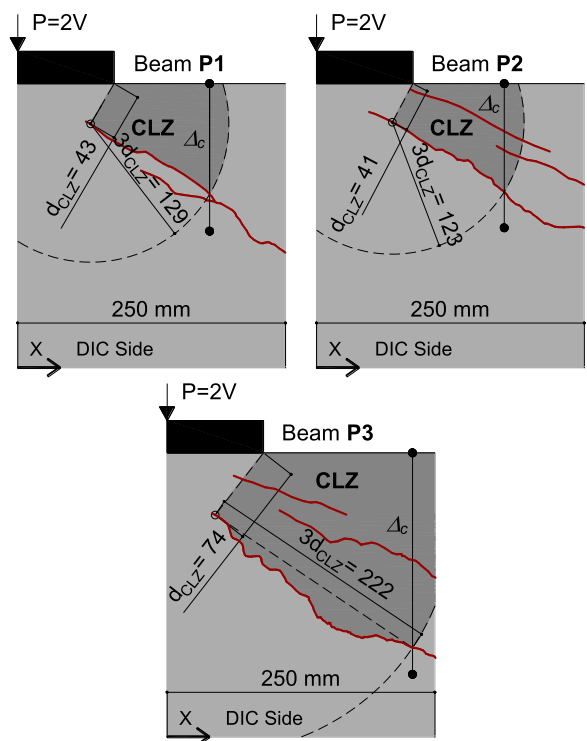 P=2V
Beam P1
CLZ
Δc
dCLZ= 43
3dCLZ= 129
250 mm
X DIC Side
P=2V
Beam P2
CLZ
Δc
dCLZ= 41
3dCLZ= 123
250 mm
X DIC Side
P=2V
Beam P3
CLZ
Δc
dCLZ= 74
3dCLZ= 222
250 mm
X DIC Side